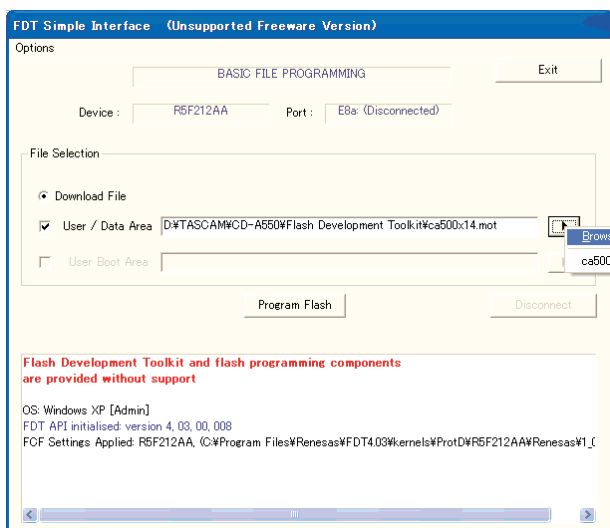 FDT Simple Interface (Unsupported Freeware Version)
Options
BASIC FILE PROGRAMMING
Exit
Device : R5F212AA Port : E8a: (Disconnected)
File Selection
Download File
User / Data Area D:¥TASCAM¥CD-A550¥Flash Development Toolkit¥ca500x14.mot
Brows
User Boot Area
ca500
Program Flash Disconnect
Flash Development Toolkit and flash programming components
are provided without support
OS: Windows XP [Admin]
FDT API initialised: version 4, 03, 00, 008
FCF Settings Applied: R5F212AA, (C:¥Program Files¥Renesas¥FDT4.03¥kernels¥ProtD¥R5F212AA¥Renesas¥1_0